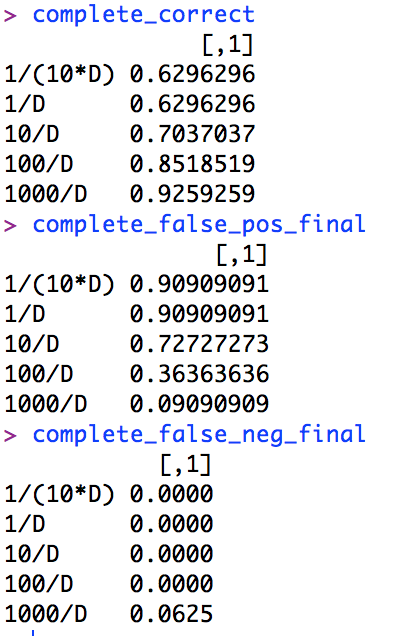 > complete_correct
[,1]
1/(10*D) 0.6296296
1/D 0.6296296
10/D 0.7037037
100/D 0.8518519
1000/D 0.9259259
> complete_false_pos_final
[,1]
1/(10*D) 0.90909091
1/D 0.90909091
10/D 0.72727273
100/D 0.36363636
1000/D 0.09090909
> complete_false_neg_final
[,1]
1/(10*D) 0.0000
1/D 0.0000
10/D 0.0000
100/D 0.0000
1000/D 0.0625